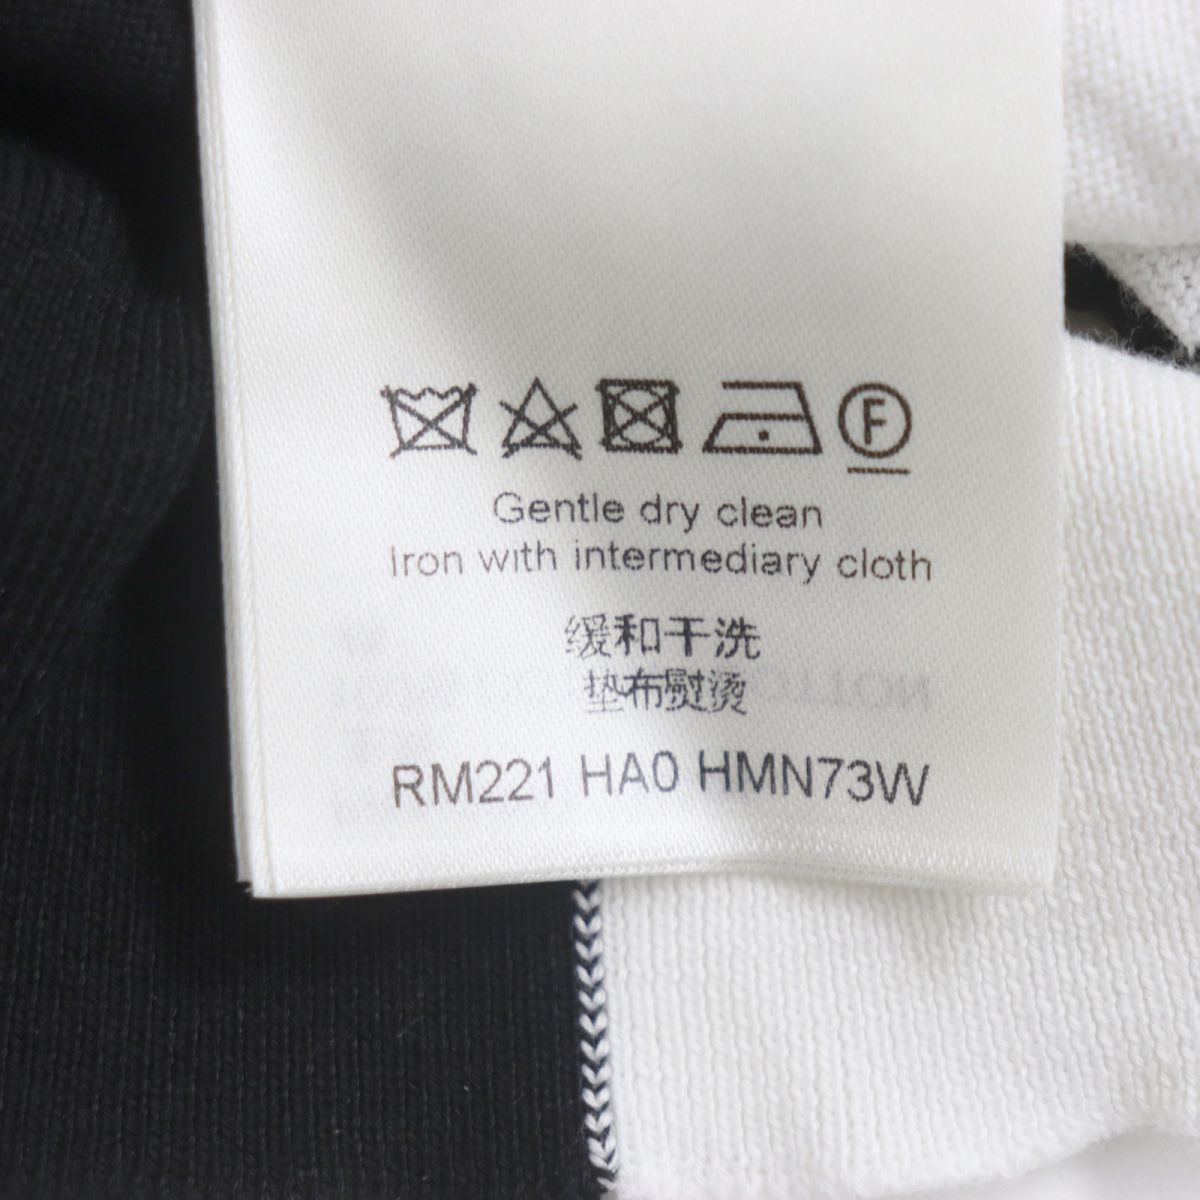 F
Gentle dry clean
Iron with intermediary cloth
缓和干洗
垫布熨烫
RM221 HA0 HMN73W